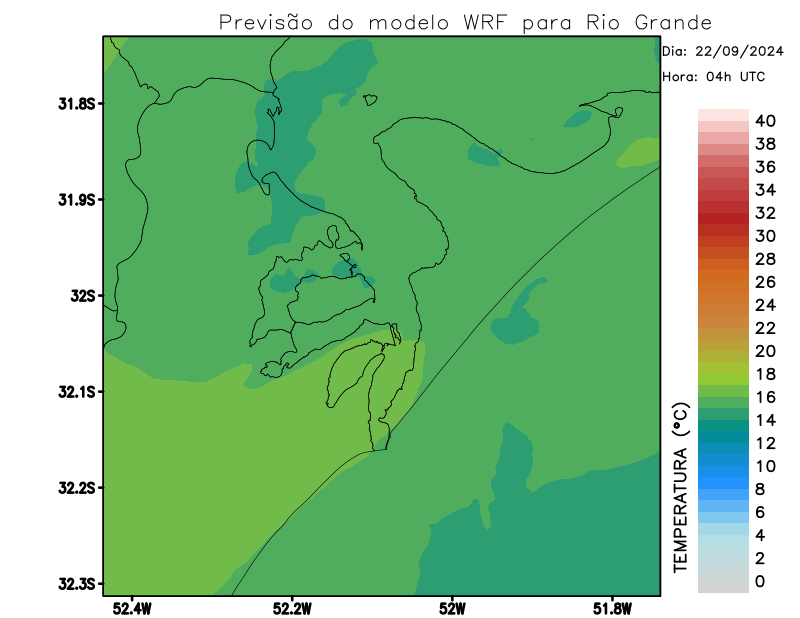 Previsão do modelo WRF para Rio Grande
Dia: 22/09/2024
Hora: 04h UTC
31.8S
31.9S
32S
32.1S
32.2S
32.3S
52.4W
52.2W
52W
51.8W
40
38
36
34
32
30
28
26
24
22
20
18
16
14
12
10
8
6
4
2
0
TEMPERATURA (°C)